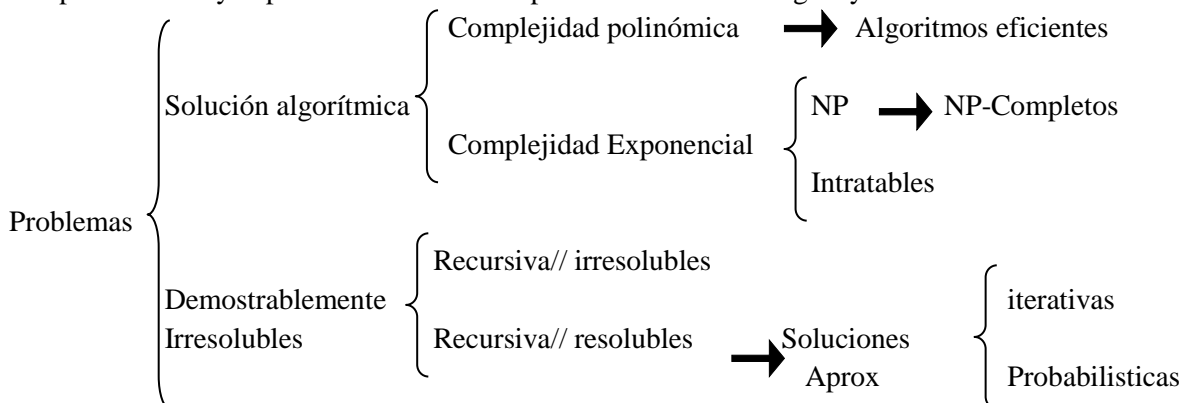 Complejidad polinómica
Algoritmos eficientes
Solución algorítmica
NP
NP-Completos
Complejidad Exponencial
Intratables
Problemas
Recursiva// irresolubles
Demostrablemente
Irresolubles
iterativas
Recursiva// resolubles
Soluciones
Aprox
Probabilisticas